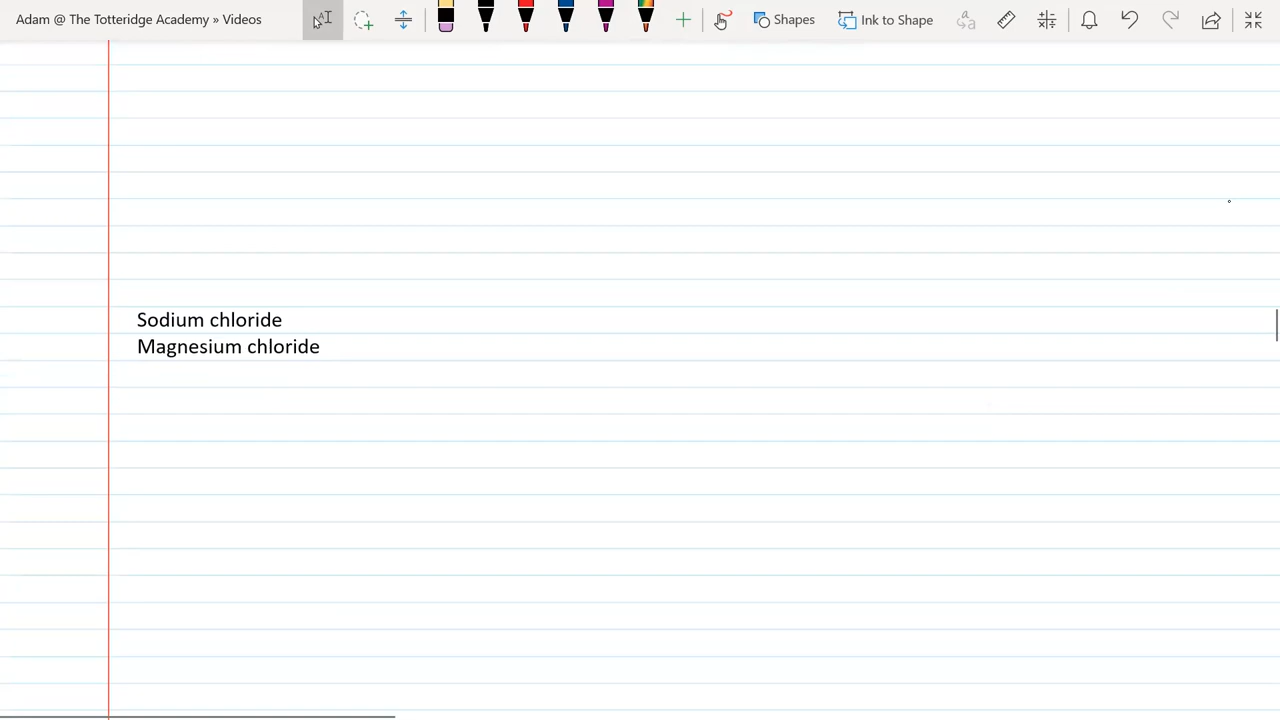 Adam @ The Totteridge Academy » Videos
Shapes
Ink to Shape
Sodium chloride
Magnesium chloride